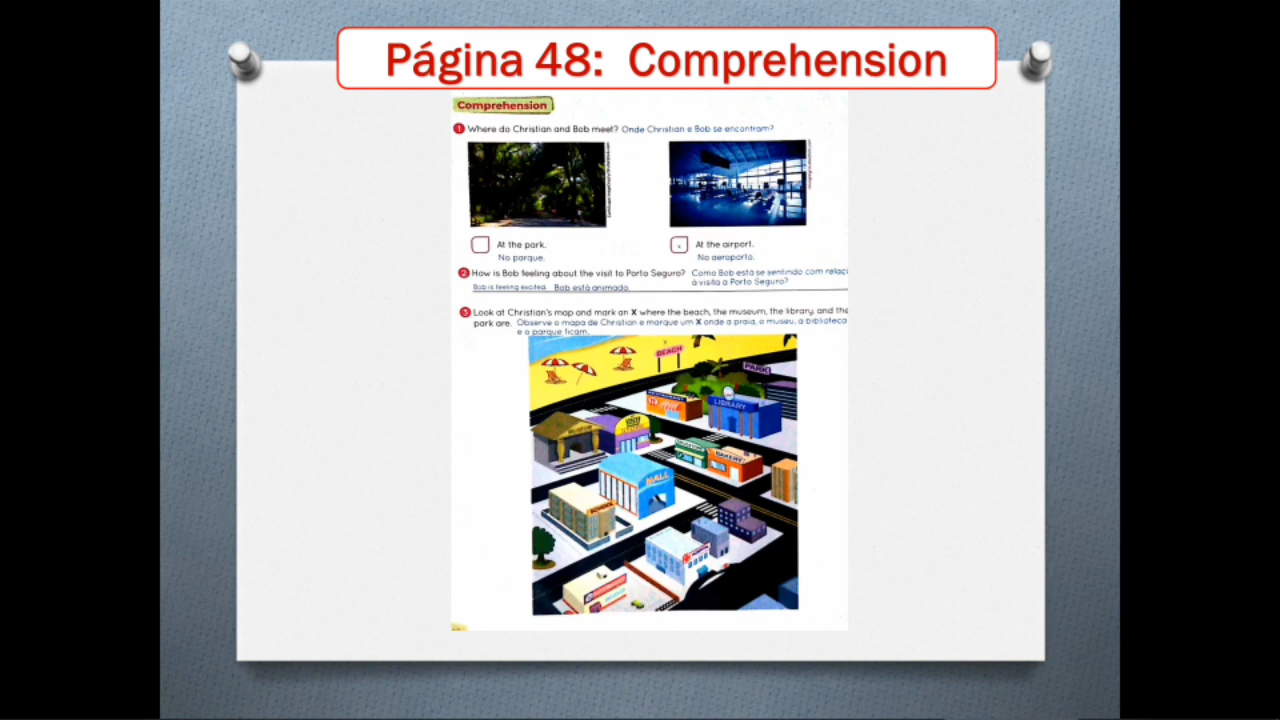 Página 48: Comprehension
Comprehension
1 Where do Christian and Bob meet? Onde Christian e Bob se encontram?
At the park.
No parque.
x At the airport.
No aeroporto.
2 How is Bob feeling about the visit to Porto Seguro? Como Bob está se sentindo com relaçã
à visita a Porto Seguro?
Bob is feeling excited. Bob está animado.
3 Look at Christian's map and mark an X where the beach, the museum, the library, and the
park are. Observe o mapa de Christian e marque um X onde a praia, o museu, a biblioteca
e o parque ficam.
x
BEACH
PARK
RESTAURANT
LIBRARY
MUSEUM
BAKERY
MALL
SCHOOL
HOSPITAL